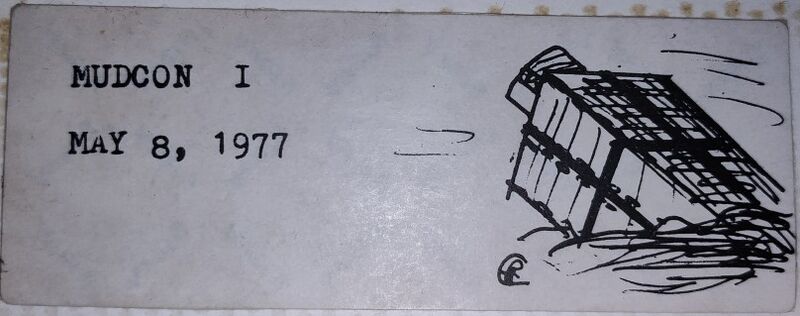 MUDCON I
MAY 8, 1977